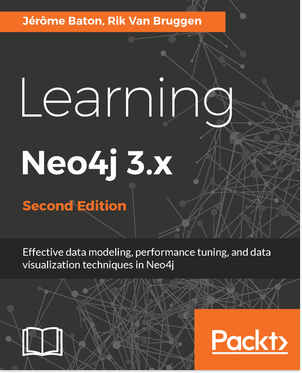 Jérôme Baton, Rik Van Bruggen
Learning
Neo4j 3.x
Second Edition
Effective data modeling, performance tuning, and data
visualization techniques in Neo4j
Packt>